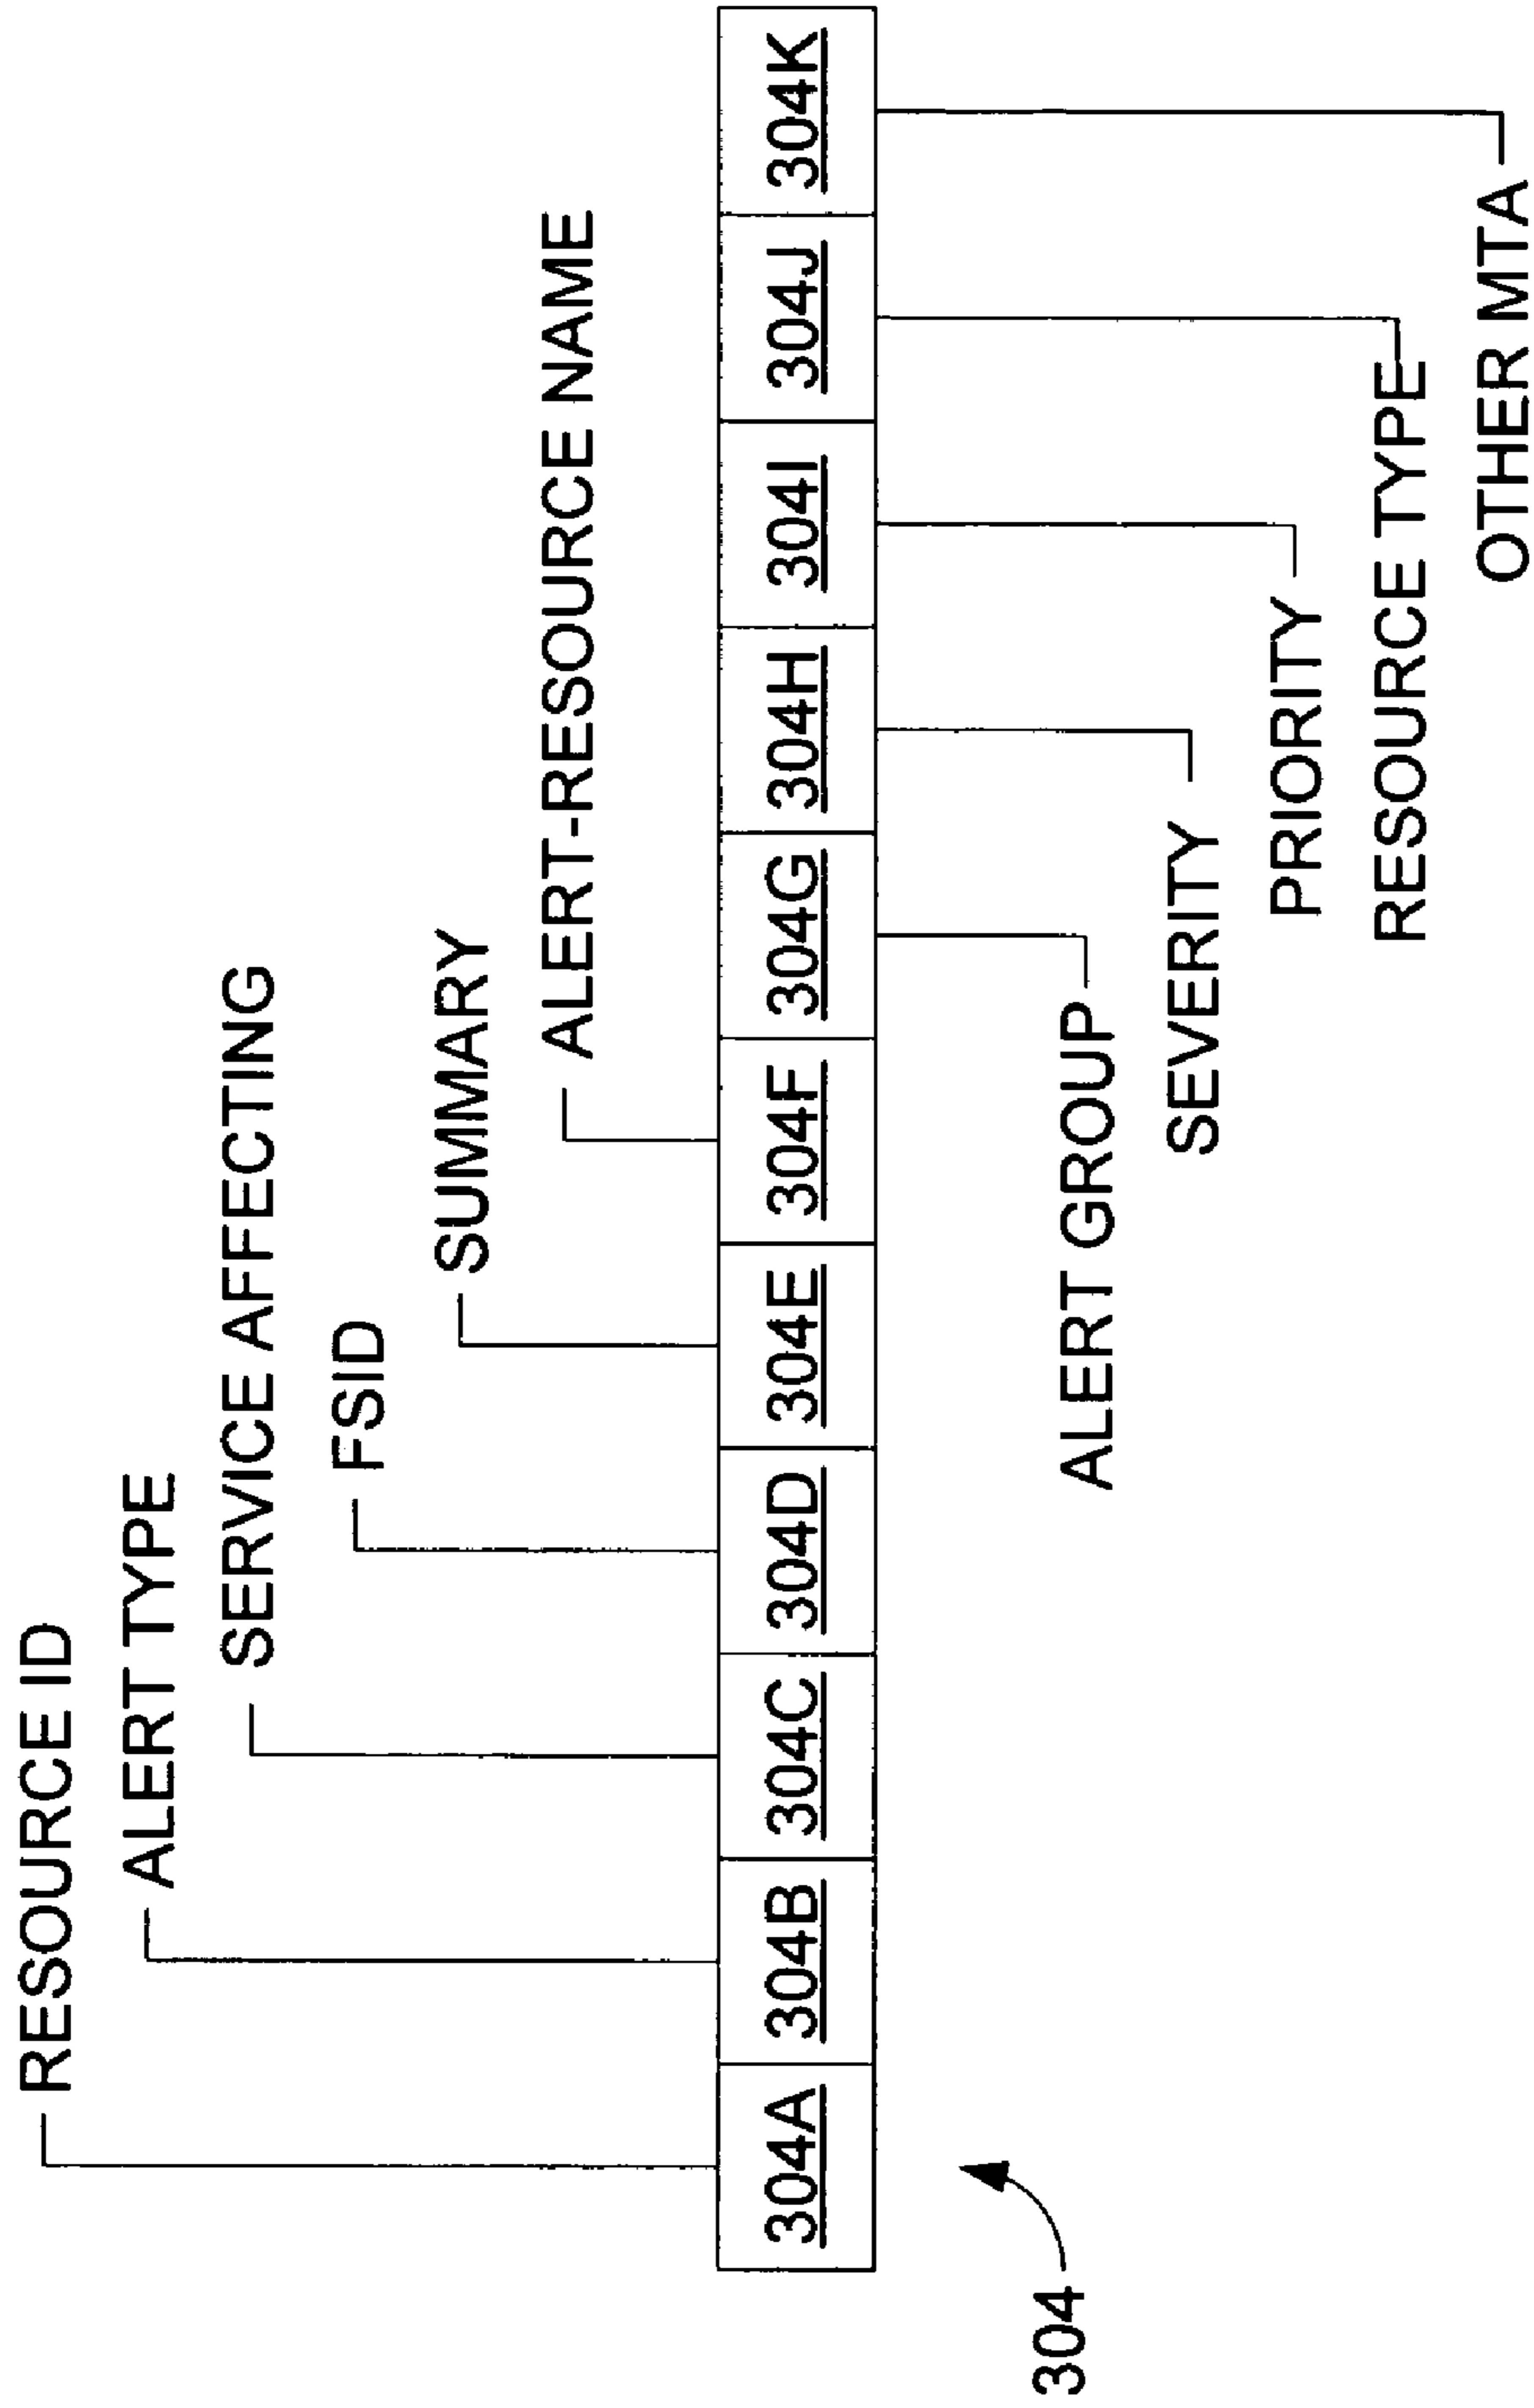 RESOURCE ID
ALERT TYPE
SERVICE AFFECTING
FSID
SUMMARY
ALERT-RESOURCE NAME
304A 304B 304C 304D 304E 304F 304G 304H 304I 304J 304K
304
ALERT GROUP
SEVERITY
PRIORITY
RESOURCE TYPE
OTHER MTA